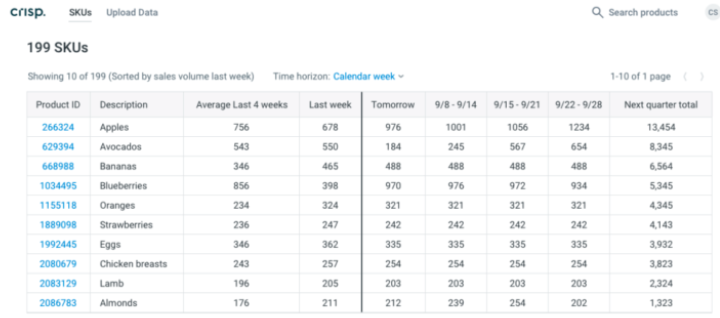 crisp. SKUs Upload Data Search products CS
199 SKUs
Showing 10 of 199 (Sorted by sales volume last week) Time horizon: Calendar week 1-10 of 1 page
Product ID Description Average Last 4 weeks Last week Tomorrow 9/8 - 9/14 9/15 - 9/21 9/22 - 9/28 Next quarter total
266324 Apples 756 678 976 1001 1056 1234 13,454
629394 Avocados 543 550 184 245 567 654 8,345
668988 Bananas 346 465 488 488 488 488 6,564
1034495 Blueberries 856 398 970 976 972 934 5,345
1155118 Oranges 234 324 321 321 321 321 4,345
1889098 Strawberries 236 247 242 242 242 242 4,143
1992445 Eggs 346 362 335 335 335 335 3,932
2080679 Chicken breasts 243 257 254 254 254 254 3,823
2083129 Lamb 196 205 203 203 203 203 2,324
2086783 Almonds 176 211 212 239 254 202 1,323